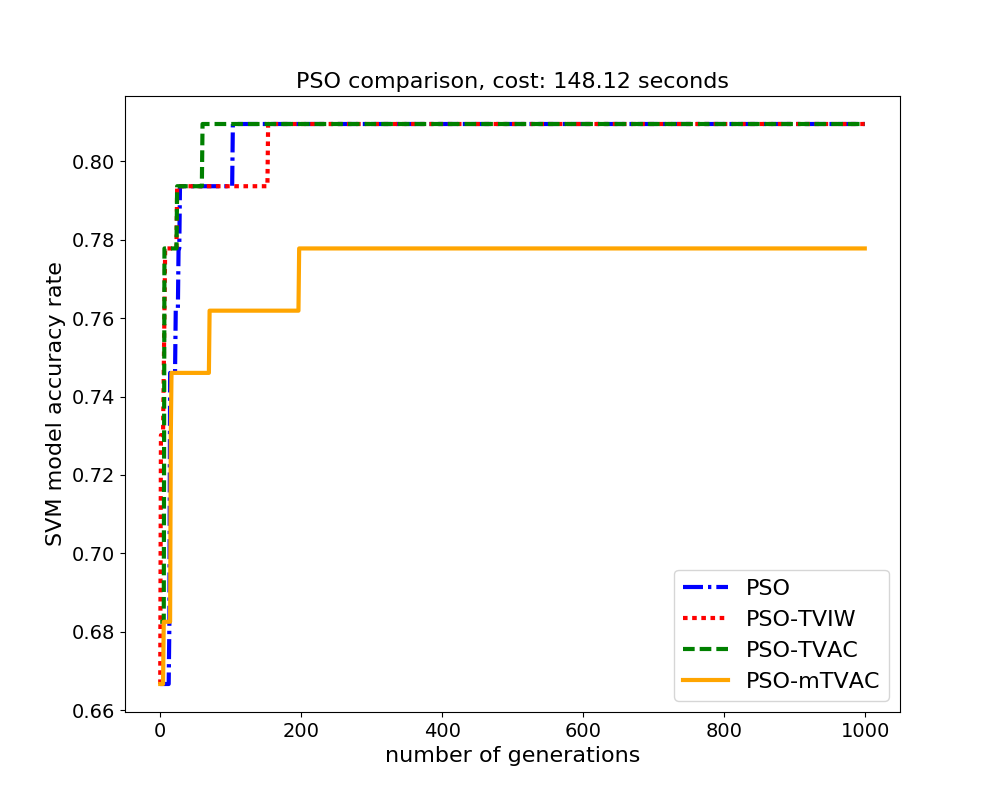 PSO comparison, cost: 148.12 seconds
SVM model accuracy rate
0.80
0.78
0.76
0.74
0.72
0.70
0.68
0.66
0 200 400 600 800 1000
number of generations
PSO
PSO-TVIW
PSO-TVAC
PSO-mTVAC